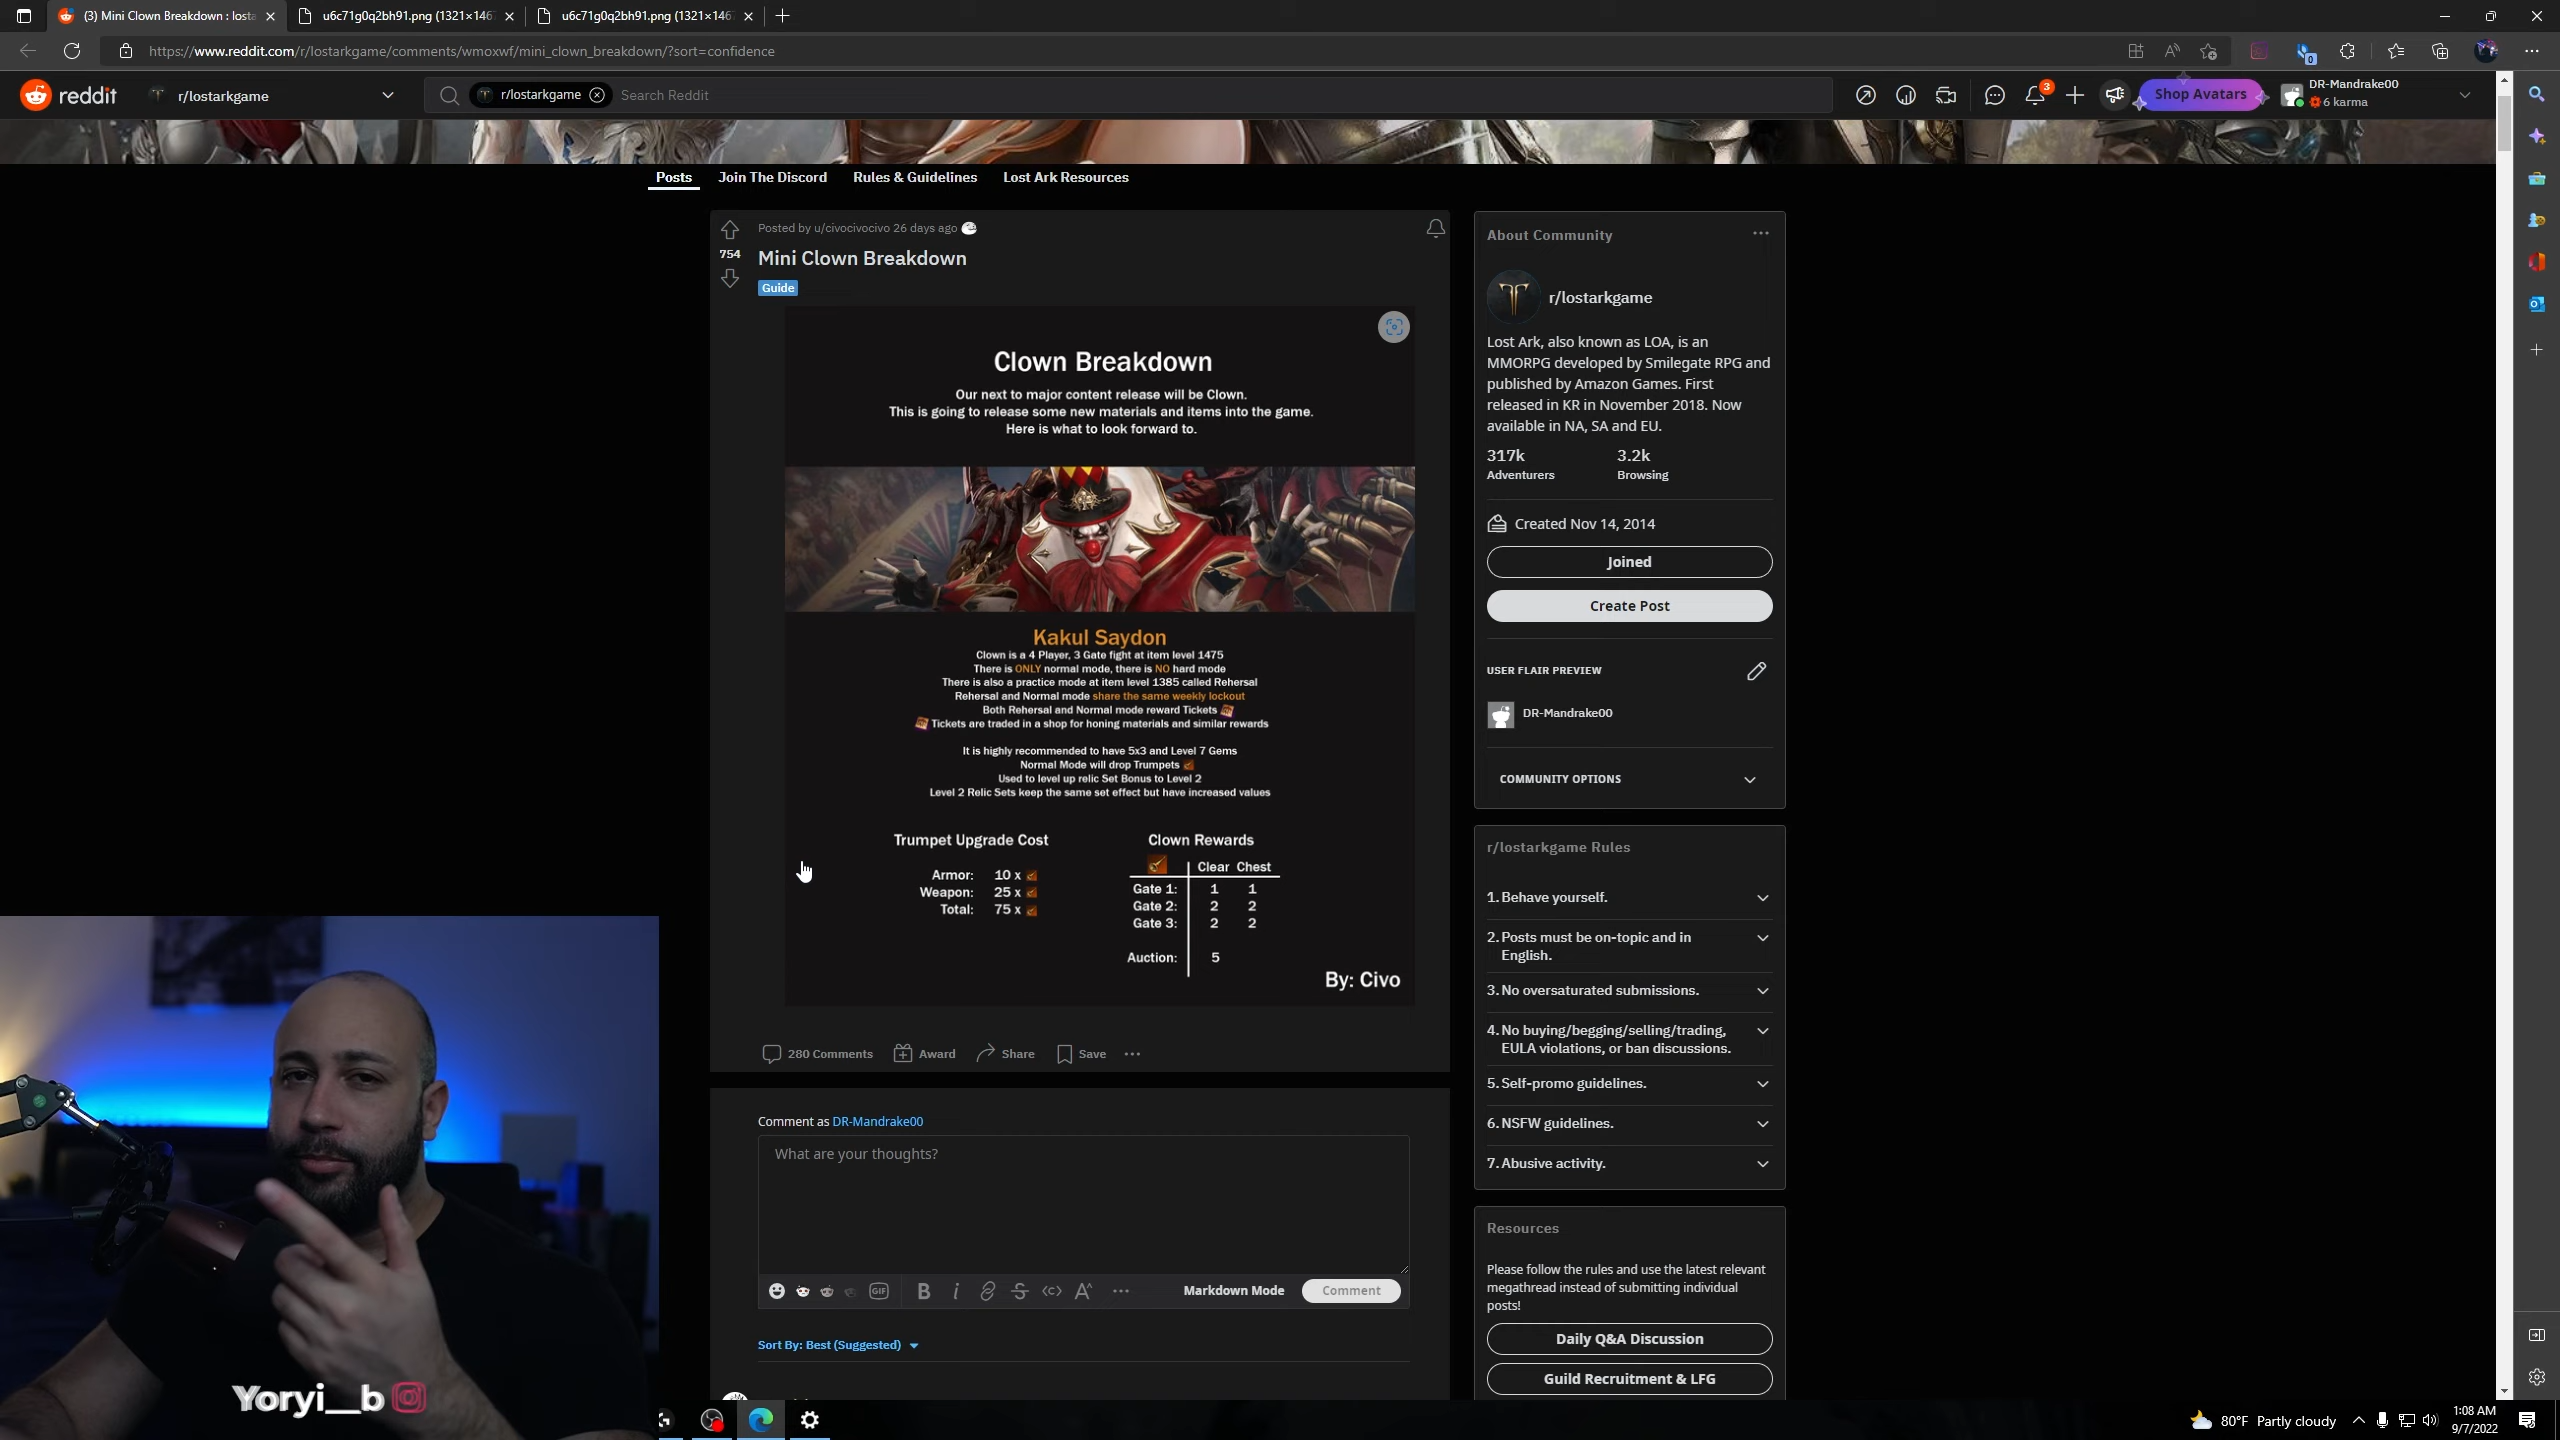 (3) Mini Clown Breakdown : losta
u6c71g0q2bh91.png (1321×146
u6c71g0q2bh91.png (1321×146
https://www.reddit.com/r/lostarkgame/comments/wmoxwf/mini_clown_breakdown/?sort=confidence
reddit
r/lostarkgame
r/lostarkgame
Search Reddit
3
Shop Avatars
DR-Mandrake00
6 karma
Posts
Join The Discord
Rules & Guidelines
Lost Ark Resources
Posted by u/civocivocivo 26 days ago
754
Mini Clown Breakdown
Guide
Clown Breakdown
Our next to major content release will be Clown.
This is going to release some new materials and items into the game.
Here is what to look forward to.
Kakul Saydon
Clown is a 4 Player, 3 Gate fight at item level 1475
There is ONLY normal mode, there is NO hard mode
There is also a practice mode at item level 1385 called Rehersal
Rehersal and Normal mode share the same weekly lockout
Both Rehersal and Normal mode reward Tickets
Tickets are traded in a shop for honing materials and similar rewards
It is highly recommended to have 5x3 and Level 7 Gems
Normal Mode will drop Trumpets
Used to level up relic Set Bonus to Level 2
Level 2 Relic Sets keep the same set effect but have increased values
Trumpet Upgrade Cost
Armor: 10 x
Weapon: 25 x
Total: 75 x
Clown Rewards
Clear Chest
Gate 1: 1 1
Gate 2: 2 2
Gate 3: 2 2
Auction: 5
By: Civo
280 Comments
Award
Share
Save
Comment as DR-Mandrake00
What are your thoughts?
GIF
Markdown Mode
Comment
Sort By: Best (Suggested)
About Community
r/lostarkgame
Lost Ark, also known as LOA, is an
MMORPG developed by Smilegate RPG and
published by Amazon Games. First
released in KR in November 2018. Now
available in NA, SA and EU.
317k
Adventurers
3.2k
Browsing
Created Nov 14, 2014
Joined
Create Post
USER FLAIR PREVIEW
DR-Mandrake00
COMMUNITY OPTIONS
r/lostarkgame Rules
1. Behave yourself.
2. Posts must be on-topic and in
English.
3. No oversaturated submissions.
4. No buying/begging/selling/trading,
EULA violations, or ban discussions.
5. Self-promo guidelines.
6. NSFW guidelines.
7. Abusive activity.
Resources
Please follow the rules and use the latest relevant
megathread instead of submitting individual
posts!
Daily Q&A Discussion
Guild Recruitment & LFG
Yoryi__b
80°F Partly cloudy
1:08 AM
9/7/2022